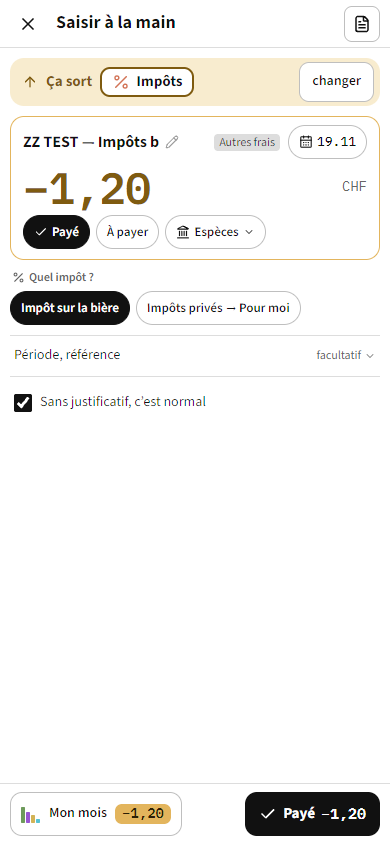 Saisir à la main
Ça sort % Impôts changer
ZZ TEST — Impôts b Autres frais 19.11
−1,20 CHF
Payé À payer Espèces
% Quel impôt ?
Impôt sur la bière Impôts privés → Pour moi
Période, référence facultatif
Sans justificatif, c’est normal
Mon mois −1,20 Payé −1,20